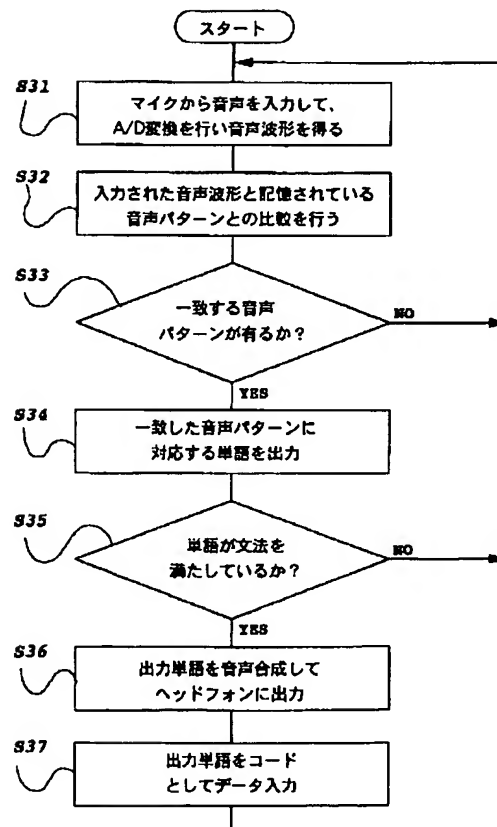 スタート
S31
マイクから音声を入力して、
A/D変換を行い音声波形を得る
S32
入力された音声波形と記憶されている
音声パターンとの比較を行う
S33
一致する音声
パターンが有るか？
NO
YES
S34
一致した音声パターンに
対応する単語を出力
S35
単語が文法を
満たしているか？
NO
YES
S36
出力単語を音声合成して
ヘッドフォンに出力
S37
出力単語をコード
としてデータ入力